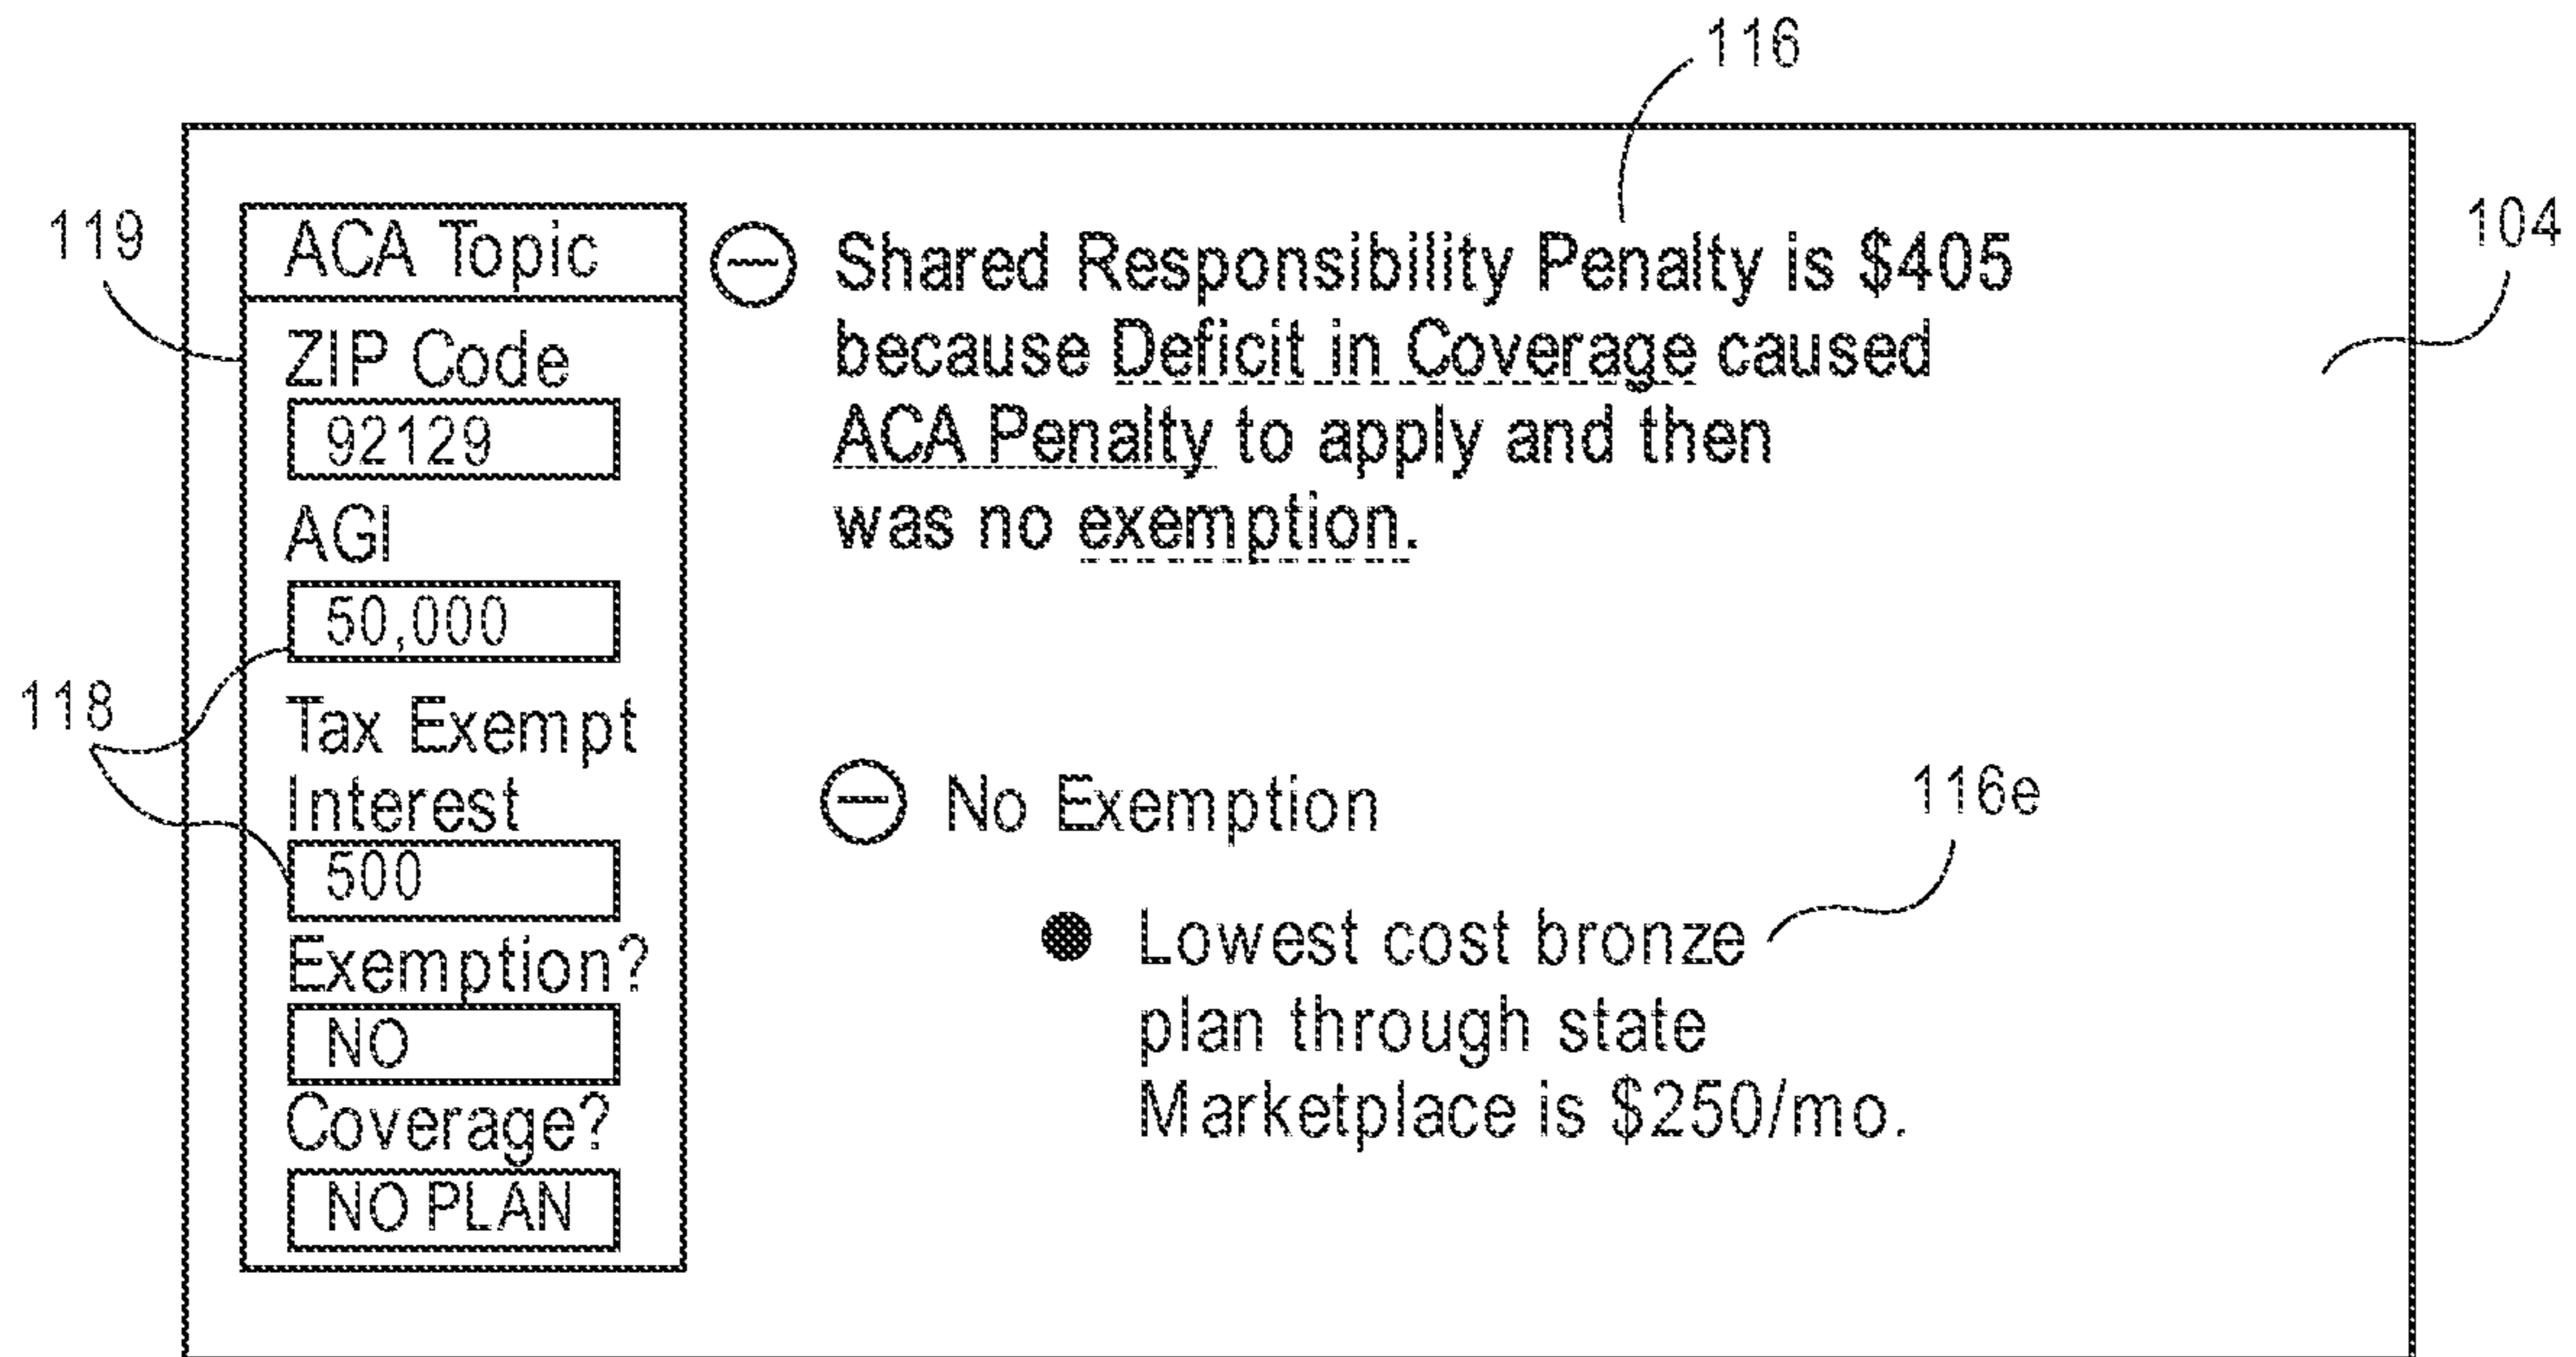 116
119
104
ACA Topic
ZIP Code
92129
AGI
50,000
118
Tax Exempt
Interest
500
Exemption?
NO
Coverage?
NO PLAN
Shared Responsibility Penalty is $405
because Deficit in Coverage caused
ACA Penalty to apply and then
was no exemption.
No Exemption
116e
Lowest cost bronze
plan through state
Marketplace is $250/mo.